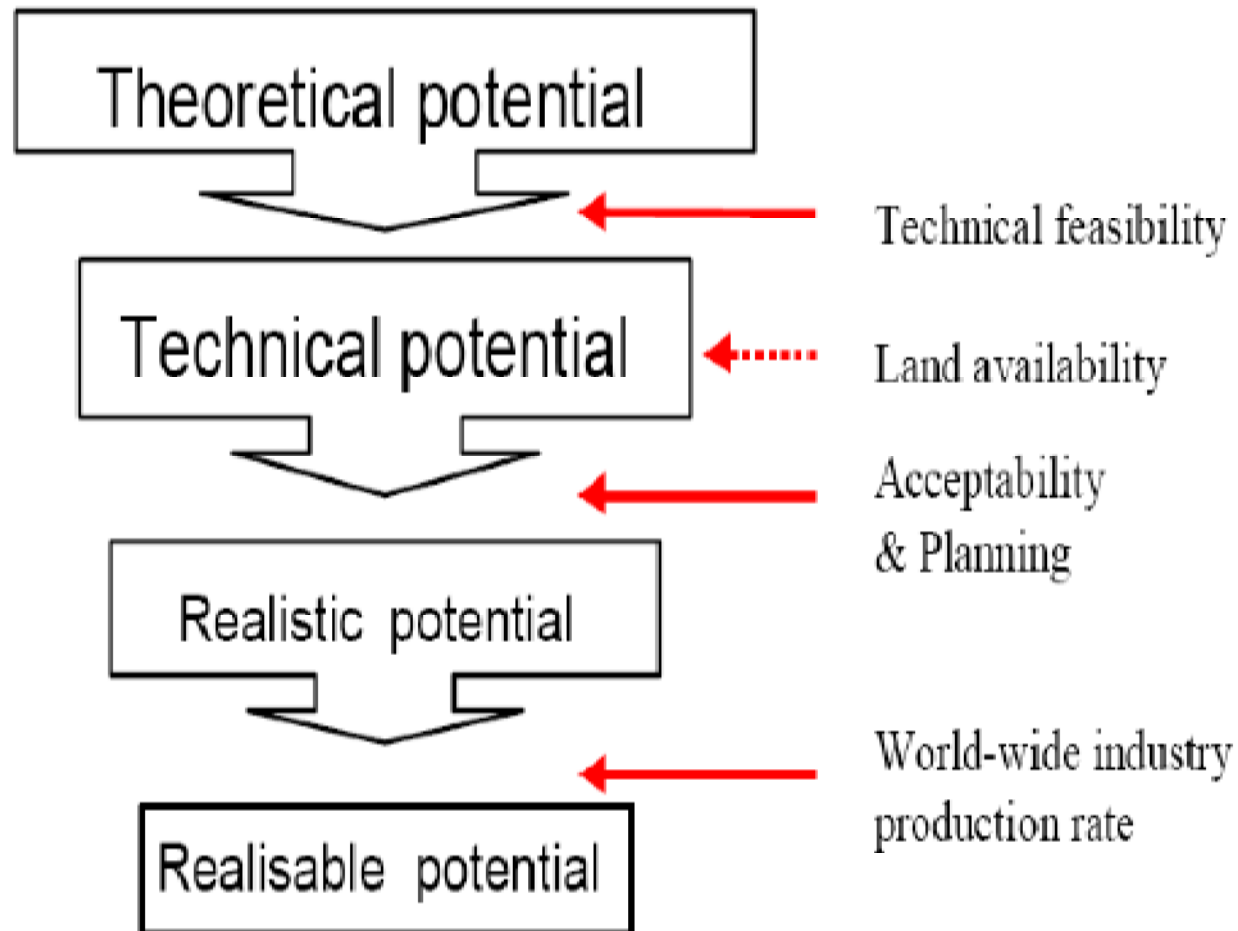 Theoretical potential
Technical feasibility
Technical potential
Land availability
Acceptability
& Planning
Realistic potential
World-wide industry
production rate
Realisable potential